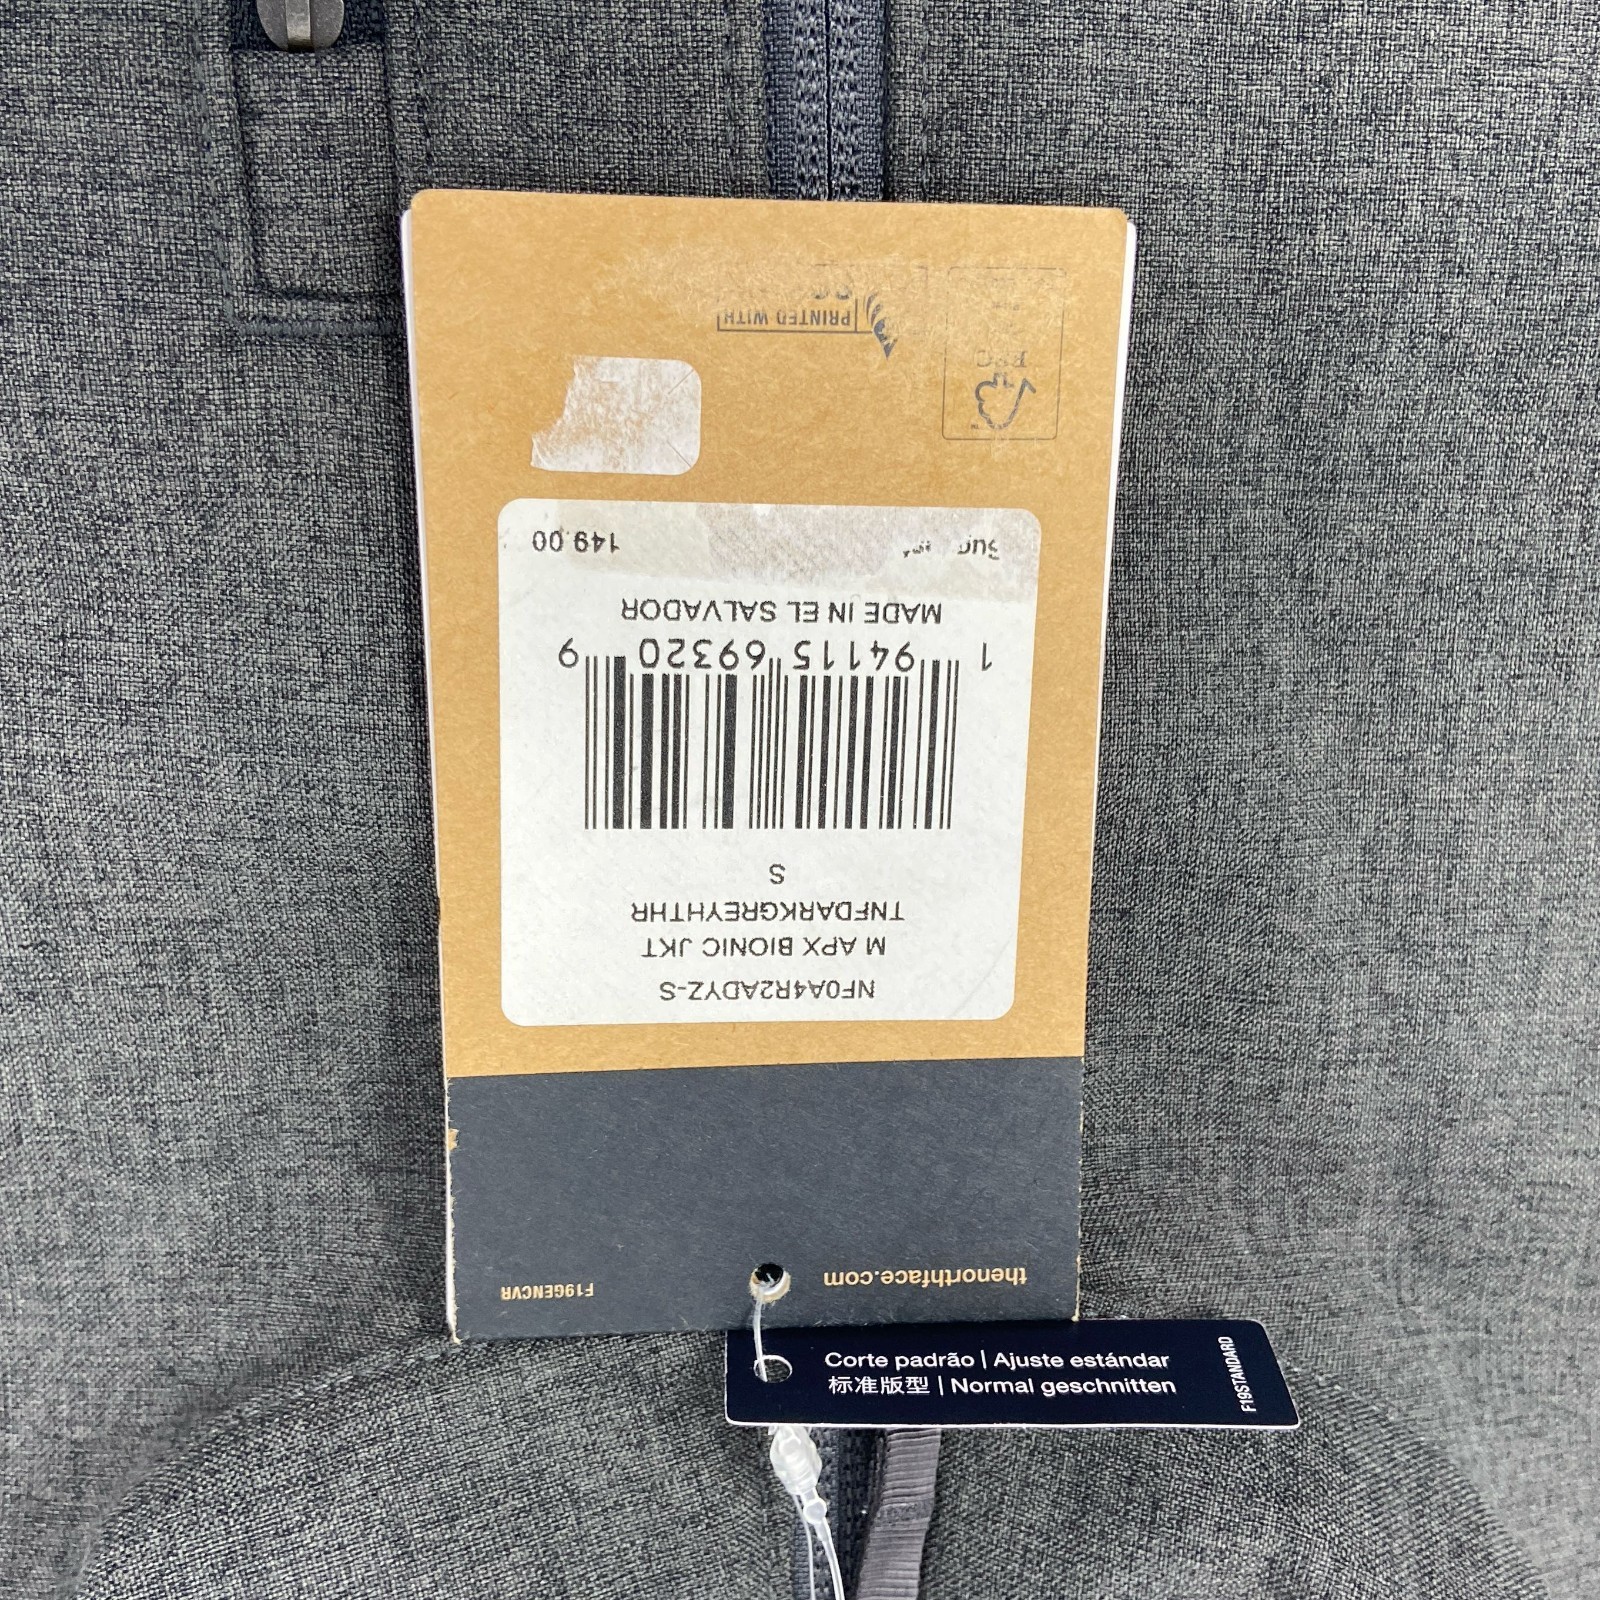 thenorthface.com
F19GENCVR
NF0A4R2ADYZ-S
M APX BIONIC JKT
TNFDARKGREYHTHR
S
1 94115 69320 9
MADE IN EL SALVADOR
149.00
PRINTED WITH
Corte padrão | Ajuste estándar
标准版型 | Normal geschnitten
F19STANDARD